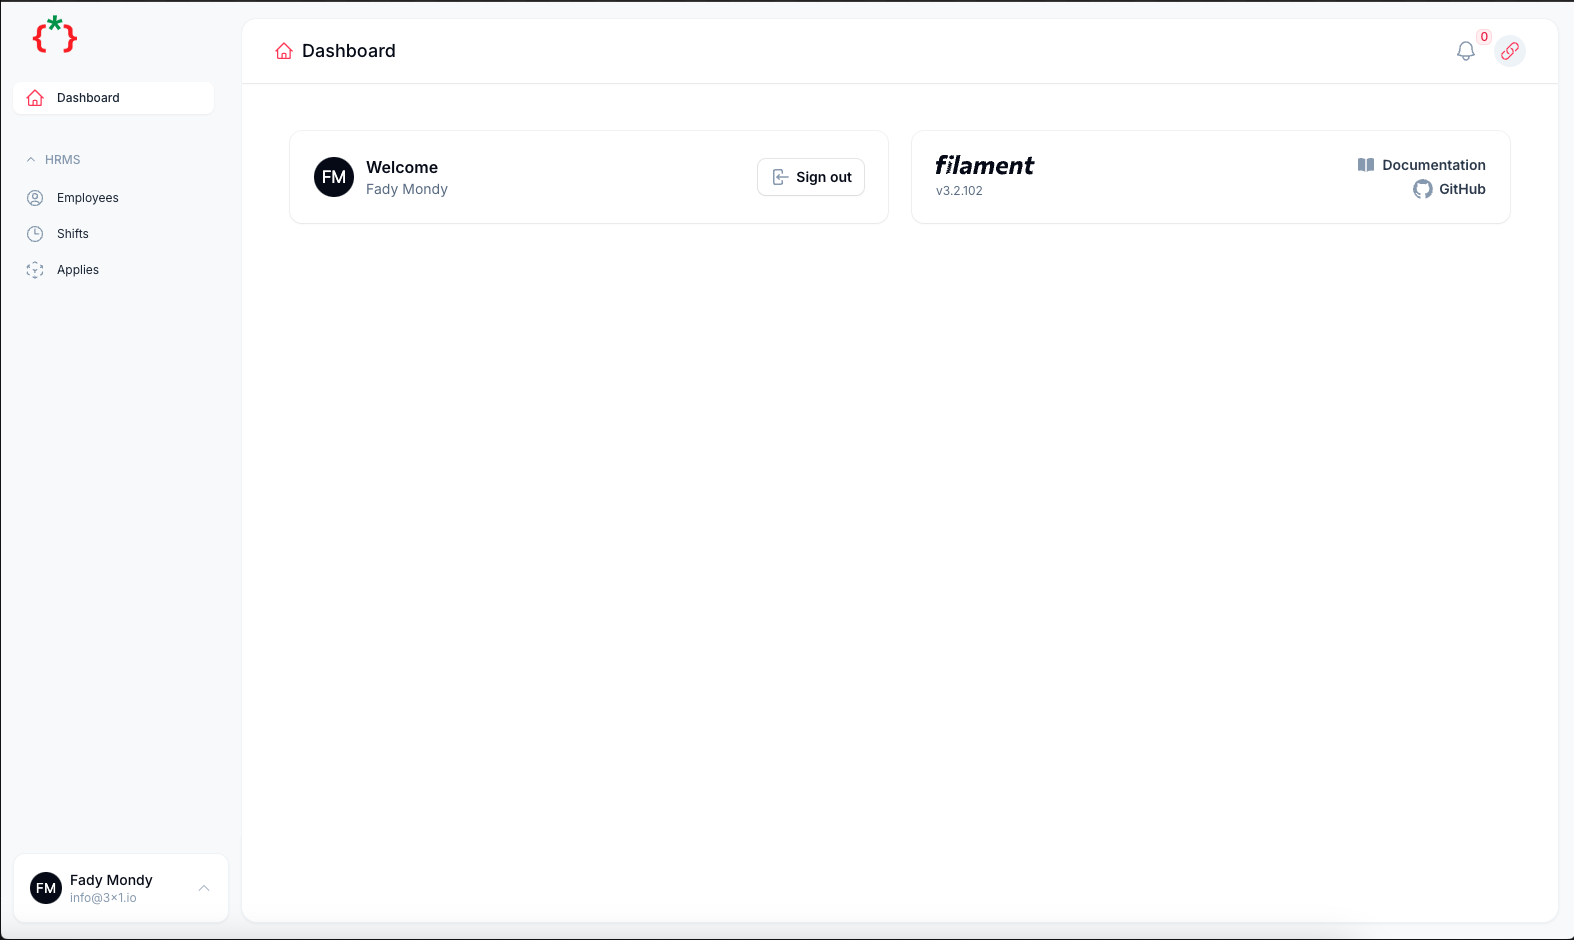 Dashboard
HRMS
Employees
Shifts
Applies
FM
Fady Mondy
info@3x1.io
Dashboard
0
FM
Welcome
Fady Mondy
Sign out
filament
v3.2.102
Documentation
GitHub